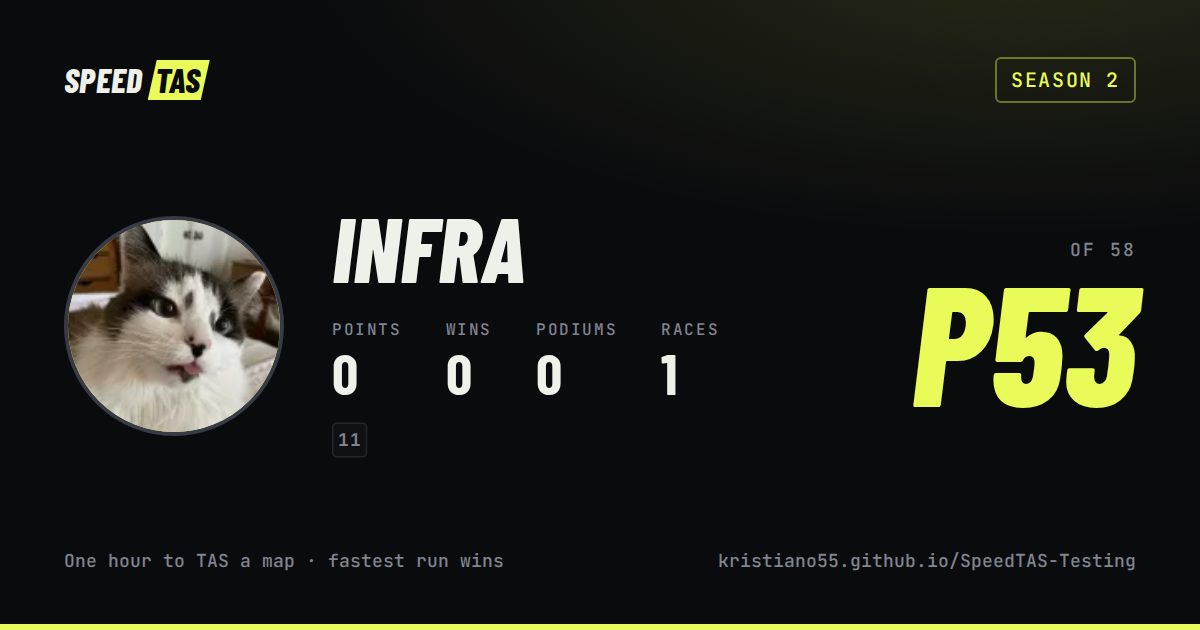 SPEED TAS
SEASON 2
INFRA
OF 58
P53
POINTS WINS PODIUMS RACES
0 0 0 1
11
One hour to TAS a map · fastest run wins
kristiano55.github.io/SpeedTAS-Testing